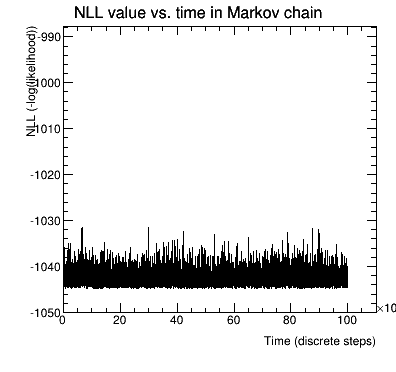 NLL value vs. time in Markov chain
NLL (-log(likelihood))
-990
-1000
-1010
-1020
-1030
-1040
-1050
0 20 40 60 80 100
×10
Time (discrete steps)